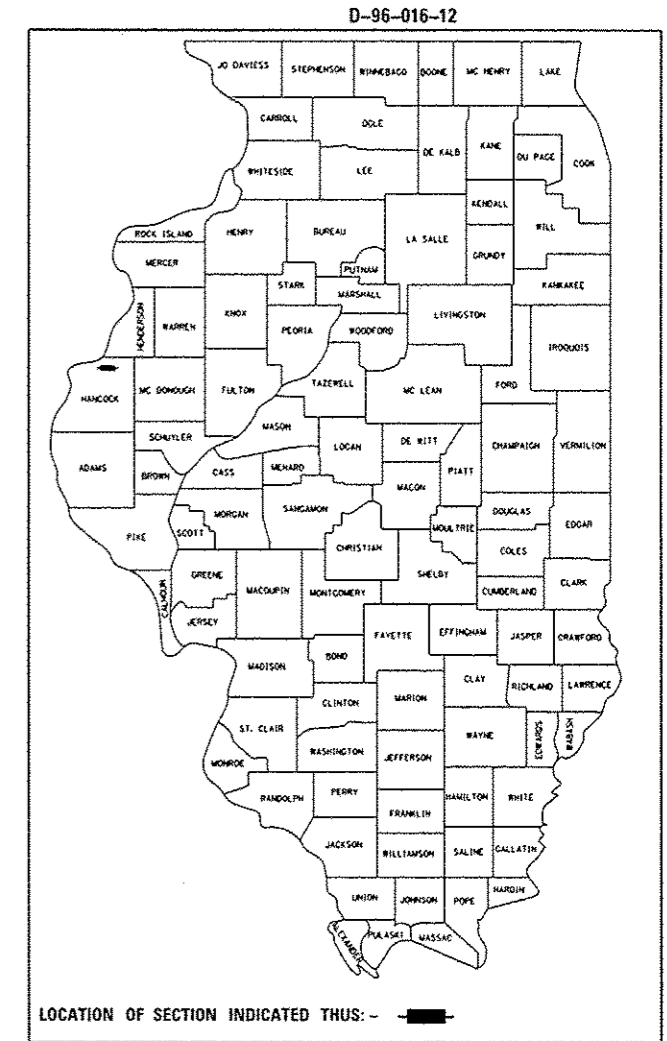 D-96-016-12
JO DAVIESS STEPHENSON WINNEBAGO BOONE MC HENRY LAKE
CARROLL OGLE
DE KALB KANE DU PAGE COOK
WHITESIDE LEE
KENDALL
ROCK ISLAND HENRY BUREAU LA SALLE GRUNDY WILL
MERCER PUTNAM
STARK MARSHALL KANKAKEE
HENDERSON WARREN KNOX PEORIA WOODFORD LIVINGSTON IROQUOIS
HANCOCK MC DONOUGH FULTON TAZEWELL MC LEAN FORD
SCHUYLER MASON LOGAN DE WITT CHAMPAIGN VERMILION
ADAMS BROWN CASS MENARD PIATT
MACON
PIKE SCOTT MORGAN SANGAMON MOULTRIE DOUGLAS EDGAR
CHRISTIAN COLES
CALHOUN GREENE MACOUPIN MONTGOMERY SHELBY CUMBERLAND CLARK
JERSEY FAYETTE EFFINGHAM JASPER CRAWFORD
MADISON BOND CLAY RICHLAND LAWRENCE
CLINTON MARION
ST. CLAIR WAYNE EDWARDS WABASH
MONROE WASHINGTON JEFFERSON
RANDOLPH PERRY HAMILTON WHITE
FRANKLIN
JACKSON WILLIAMSON SALINE GALLATIN
UNION JOHNSON POPE HARDIN
ALEXANDER PULASKI MASSAC
LOCATION OF SECTION INDICATED THUS: -